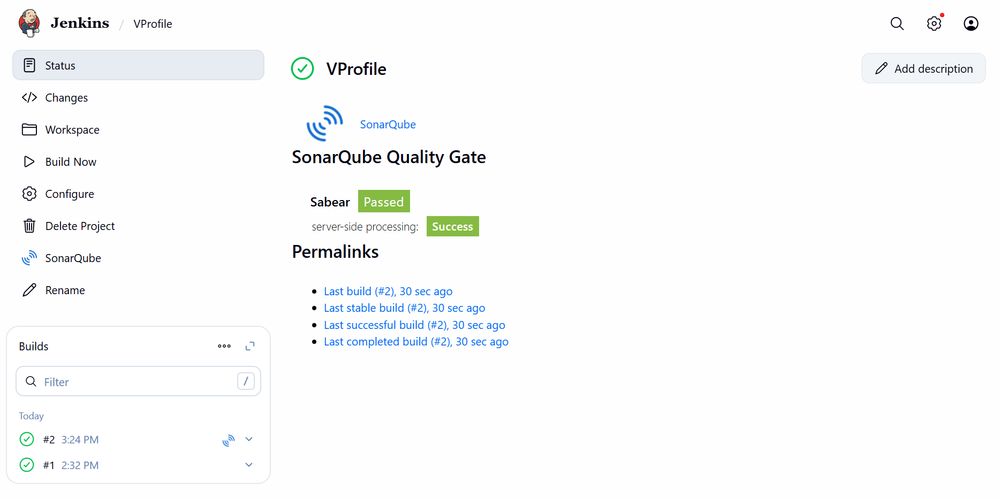 Jenkins / VProfile
Status
Changes
Workspace
Build Now
Configure
Delete Project
SonarQube
Rename
Builds
Filter /
Today
#2 3:24 PM
#1 2:32 PM
VProfile
Add description
SonarQube
SonarQube Quality Gate
Sabear Passed
server-side processing: Success
Permalinks
Last build (#2), 30 sec ago
Last stable build (#2), 30 sec ago
Last successful build (#2), 30 sec ago
Last completed build (#2), 30 sec ago